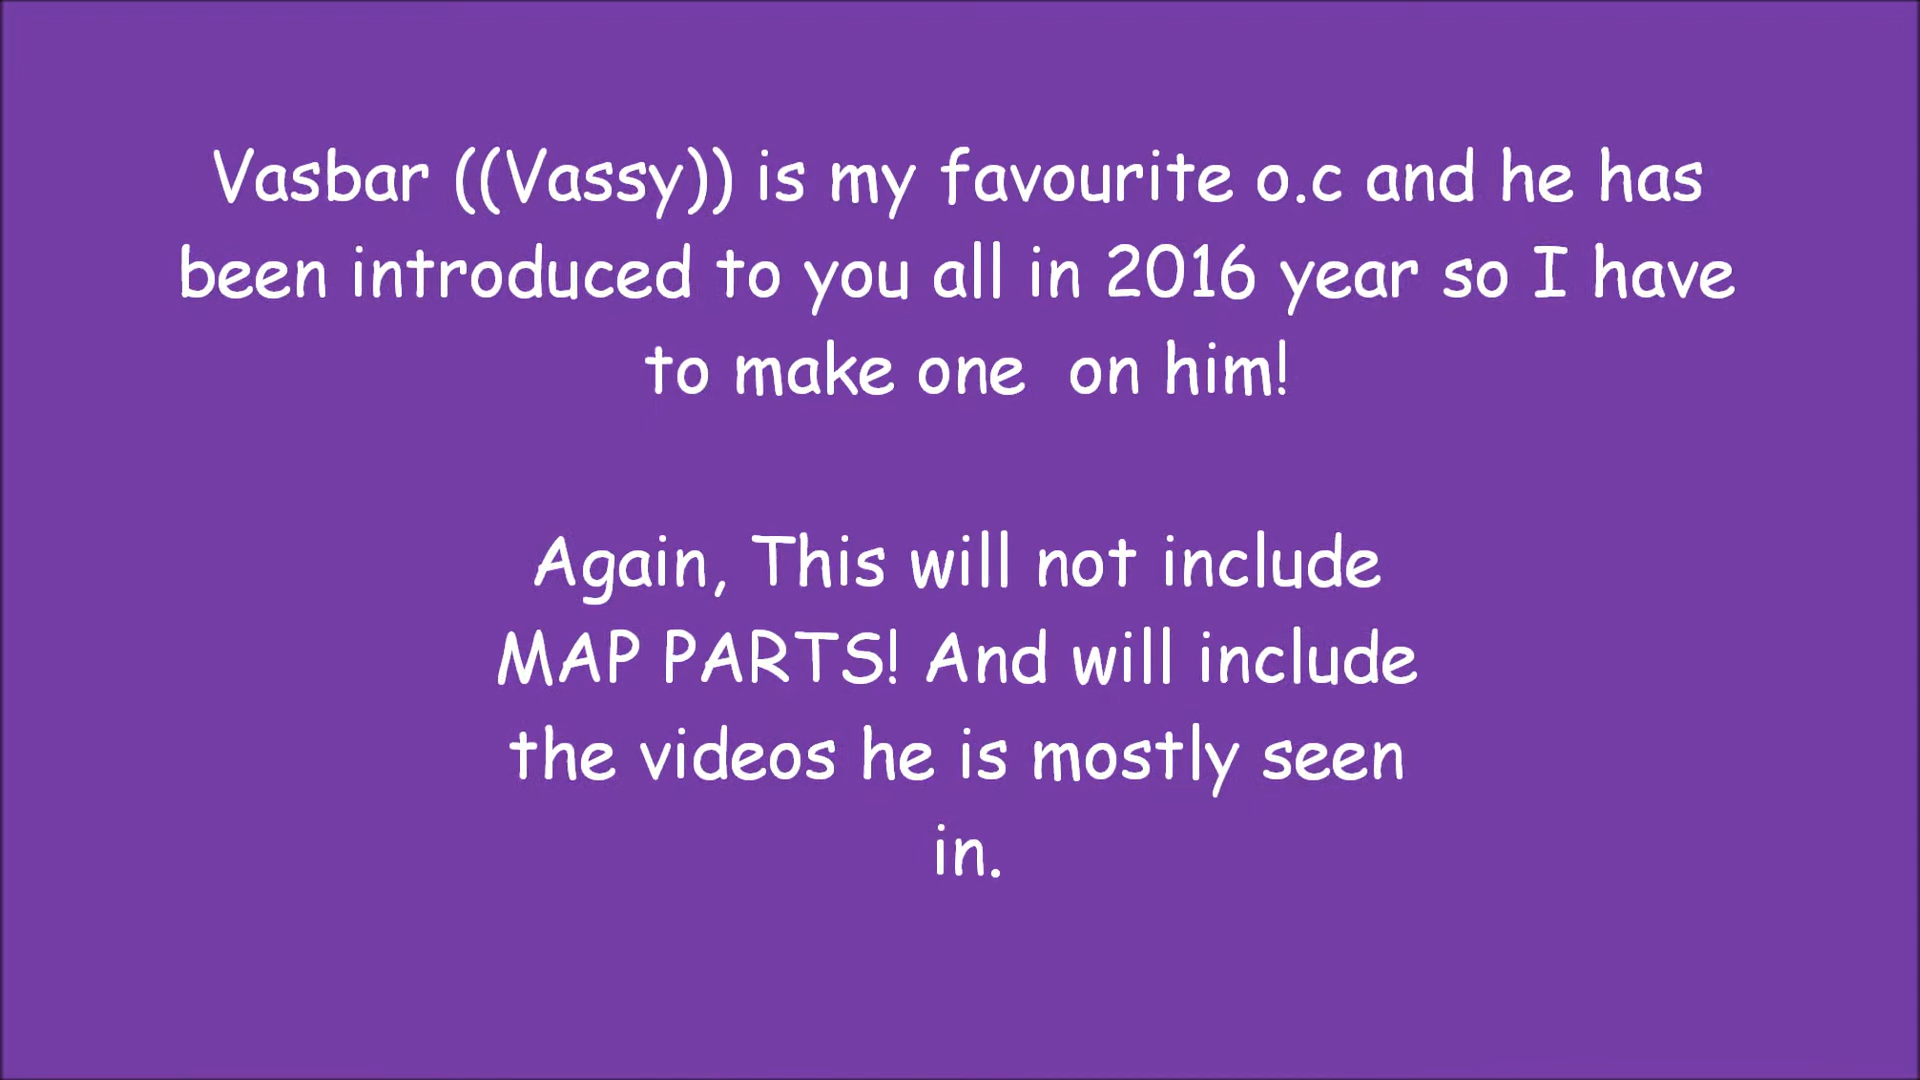 Vasbar ((Vassy)) is my favourite o.c and he has
been introduced to you all in 2016 year so I have
to make one  on him!
Again, This will not include
MAP PARTS! And will include
the videos he is mostly seen
in.